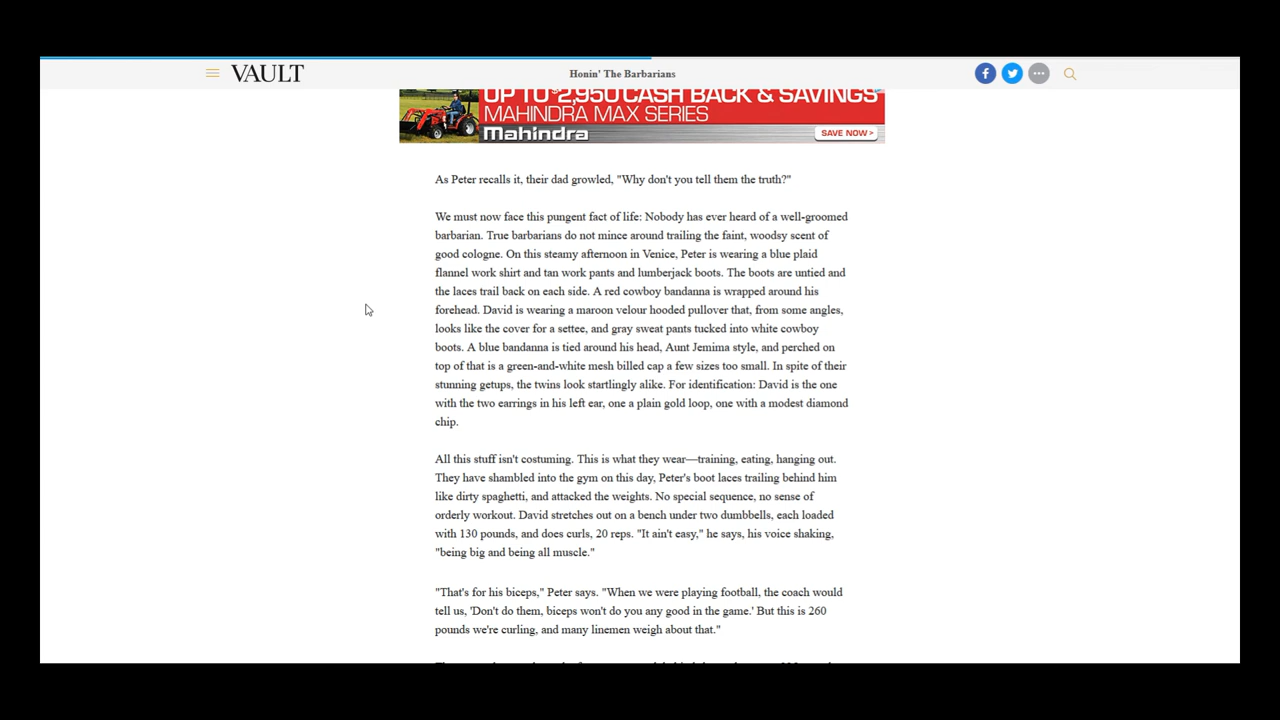 VAULT
Honin' The Barbarians
UP TO $2,950 CASH BACK & SAVINGS
MAHINDRA MAX SERIES
Mahindra
SAVE NOW >
As Peter recalls it, their dad growled, "Why don't you tell them the truth?"
We must now face this pungent fact of life: Nobody has ever heard of a well-groomed
barbarian. True barbarians do not mince around trailing the faint, woodsy scent of
good cologne. On this steamy afternoon in Venice, Peter is wearing a blue plaid
flannel work shirt and tan work pants and lumberjack boots. The boots are untied and
the laces trail back on each side. A red cowboy bandanna is wrapped around his
forehead. David is wearing a maroon velour hooded pullover that, from some angles,
looks like the cover for a settee, and gray sweat pants tucked into white cowboy
boots. A blue bandanna is tied around his head, Aunt Jemima style, and perched on
top of that is a green-and-white mesh billed cap a few sizes too small. In spite of their
stunning getups, the twins look startlingly alike. For identification: David is the one
with the two earrings in his left ear, one a plain gold loop, one with a modest diamond
chip.
All this stuff isn't costuming. This is what they wear—training, eating, hanging out.
They have shambled into the gym on this day, Peter's boot laces trailing behind him
like dirty spaghetti, and attacked the weights. No special sequence, no sense of
orderly workout. David stretches out on a bench under two dumbbells, each loaded
with 130 pounds, and does curls, 20 reps. "It ain't easy," he says, his voice shaking,
"being big and being all muscle."
"That's for his biceps," Peter says. "When we were playing football, the coach would
tell us, 'Don't do them, biceps won't do you any good in the game.' But this is 260
pounds we're curling, and many linemen weigh about that."